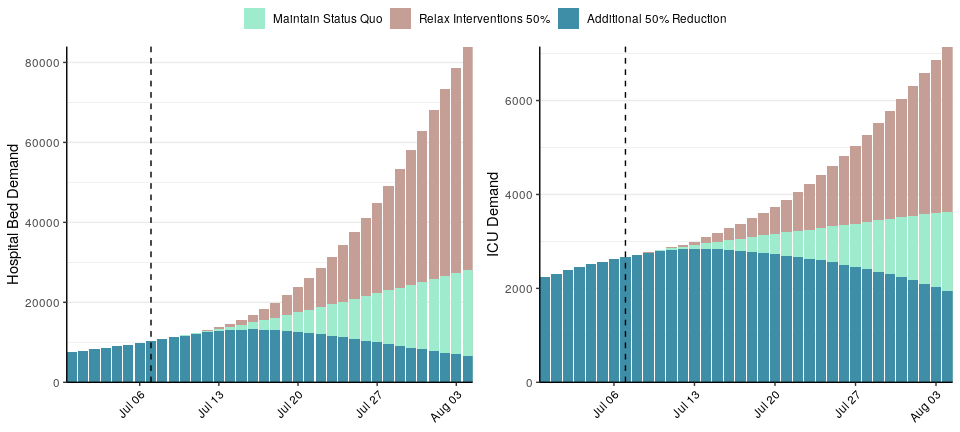 Maintain Status Quo Relax Interventions 50% Additional 50% Reduction
Hospital Bed Demand
80000
60000
40000
20000
0
Jul 06 Jul 13 Jul 20 Jul 27 Aug 03
ICU Demand
6000
4000
2000
0
Jul 06 Jul 13 Jul 20 Jul 27 Aug 03